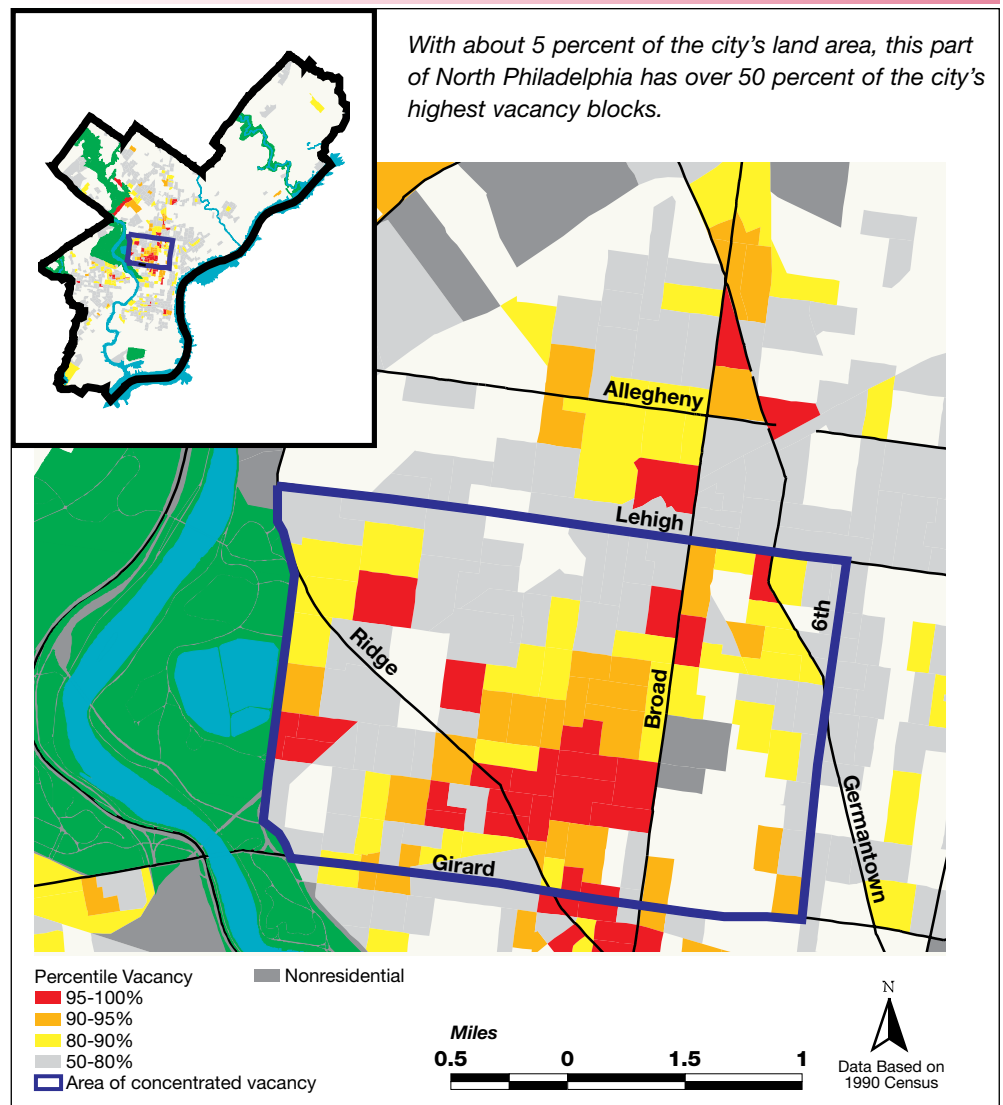 With about 5 percent of the city's land area, this part
of North Philadelphia has over 50 percent of the city's
highest vacancy blocks.
Allegheny
Lehigh
6th
Ridge
Broad
Germantown
Girard
Percentile Vacancy
Nonresidential
95-100%
90-95%
80-90%
50-80%
Area of concentrated vacancy
Miles
0.5 0 1.5 1
N
Data Based on
1990 Census